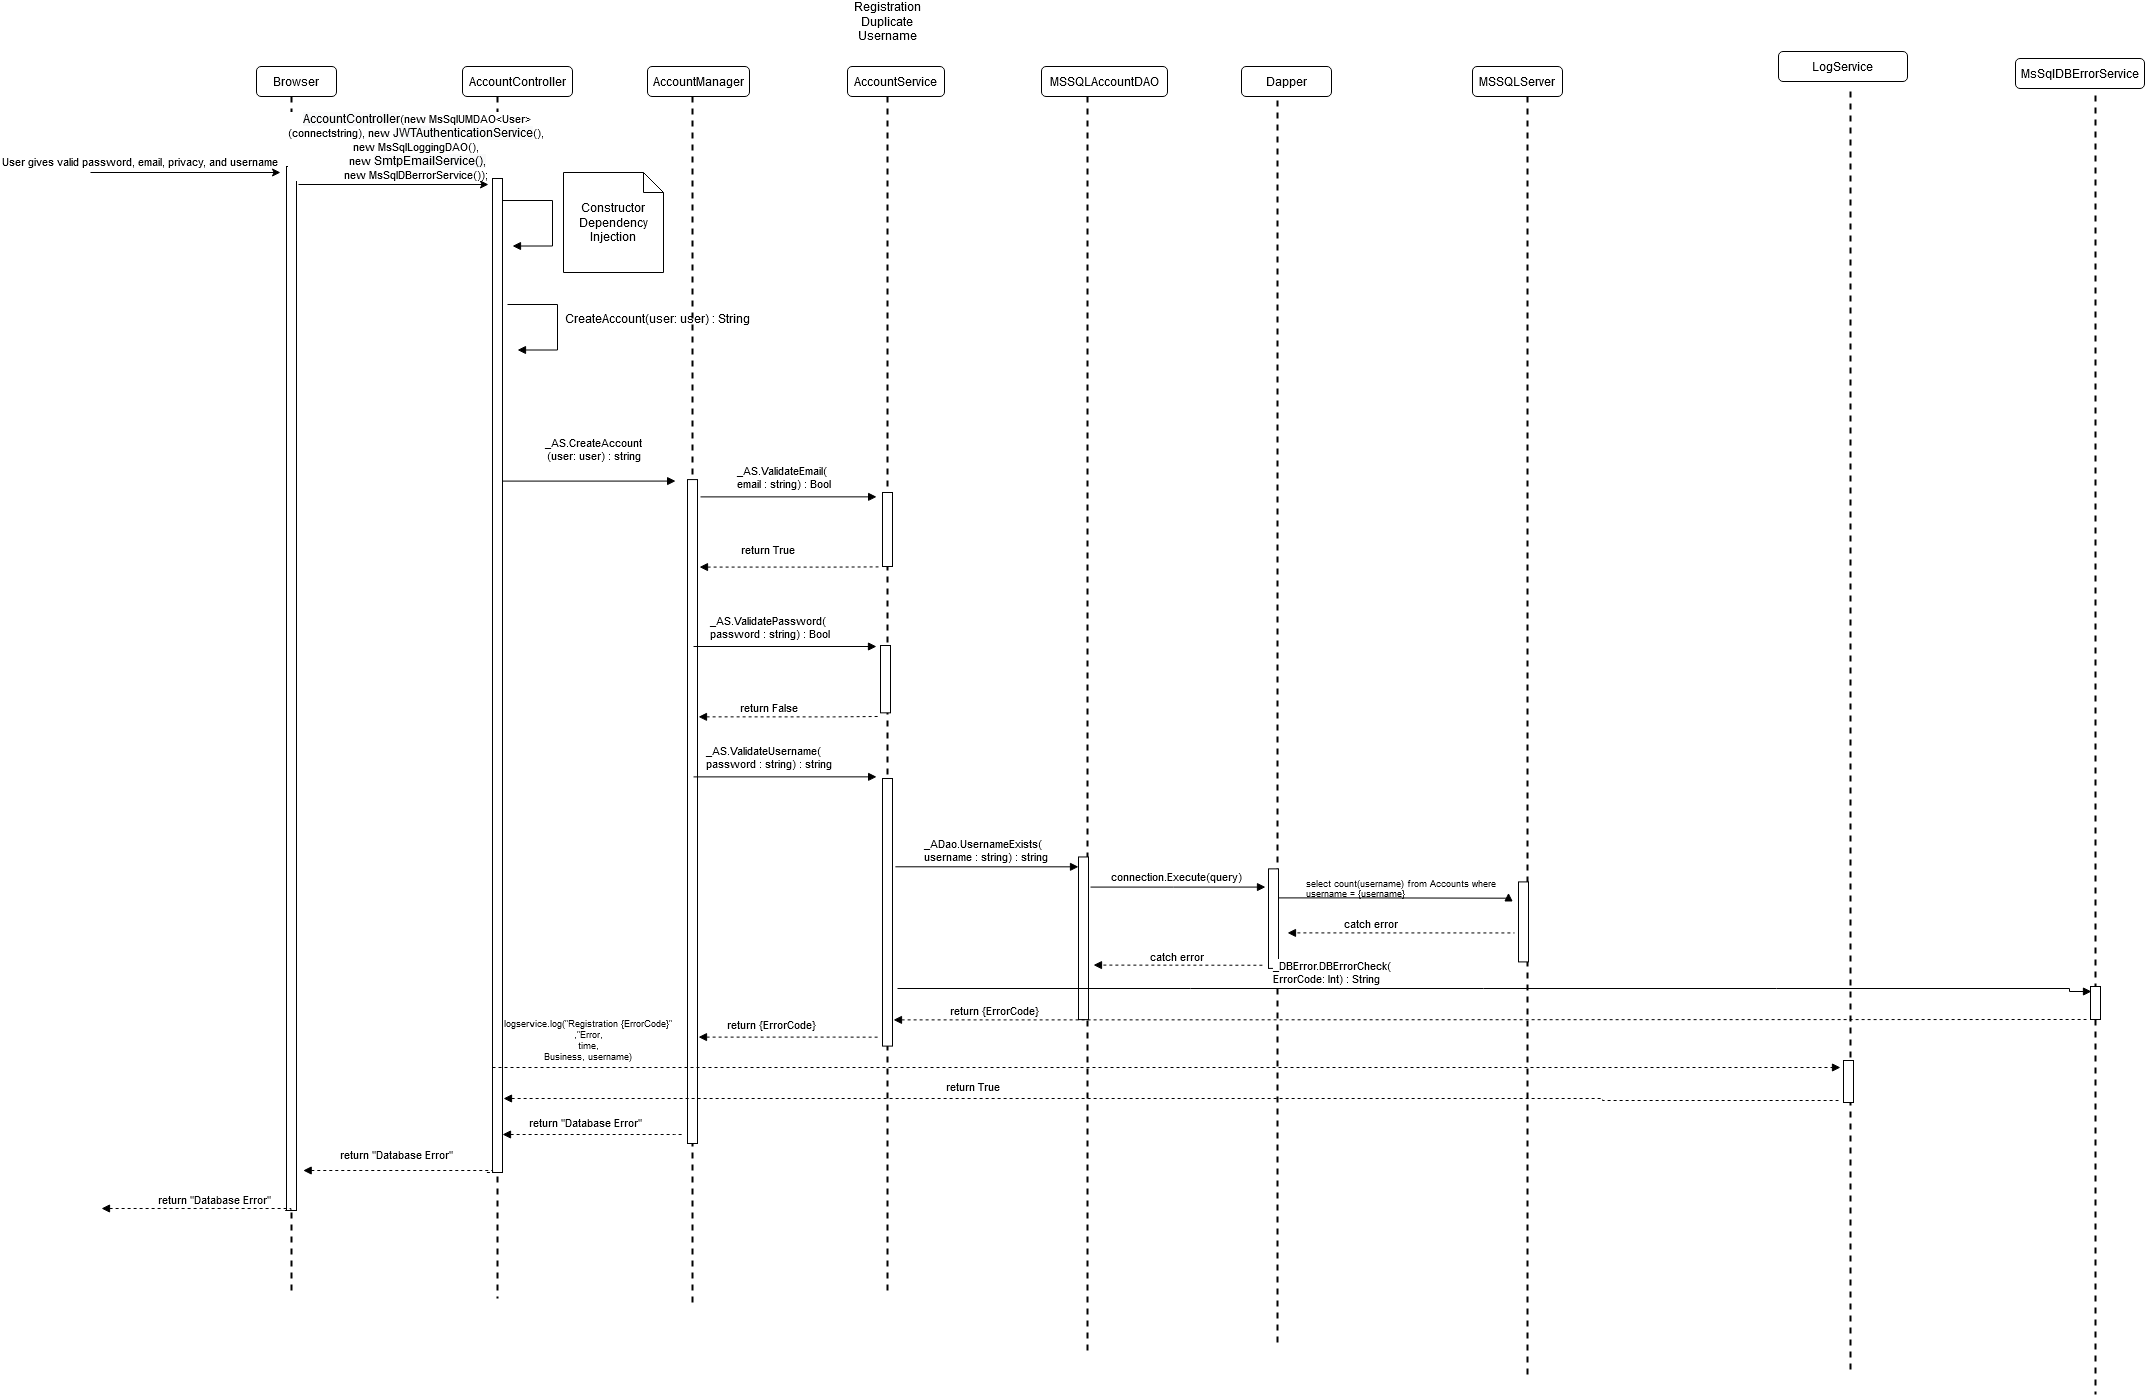 Registration
Duplicate
Username
Browser
AccountController
AccountManager
AccountService
MSSQLAccountDAO
Dapper
MSSQLServer
LogService
MsSqlDBErrorService
AccountController(new MsSqlUMDAO<User>
(connectstring), new JWTAuthenticationService(),
new MsSqlLoggingDAO(),
new SmtpEmailService(),
new MsSqlDBerrorService());
User gives valid password, email, privacy, and username
Constructor
Dependency
Injection
CreateAccount(user: user) : String
_AS.CreateAccount
(user: user) : string
_AS.ValidateEmail(
email : string) : Bool
return True
_AS.ValidatePassword(
password : string) : Bool
return False
_AS.ValidateUsername(
password : string) : string
_ADao.UsernameExists(
username : string) : string
connection.Execute(query)
select count(username) from Accounts where
username = {username}
catch error
catch error
_DBError.DBErrorCheck(
ErrorCode: Int) : String
return {ErrorCode}
return {ErrorCode}
logservice.log("Registration {ErrorCode}"
,"Error,
time,
Business, username)
return True
return "Database Error"
return "Database Error"
return "Database Error"